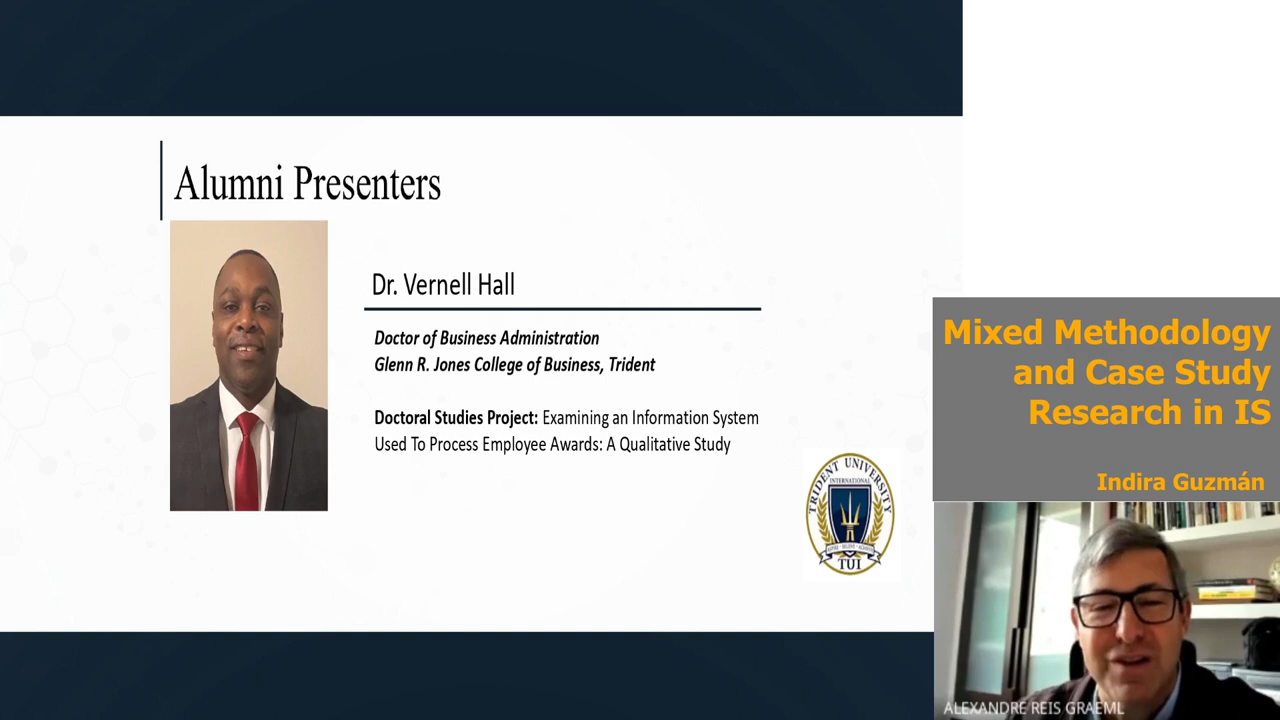 Alumni Presenters
Dr. Vernell Hall
Doctor of Business Administration
Glenn R. Jones College of Business, Trident
Doctoral Studies Project: Examining an Information System
Used To Process Employee Awards: A Qualitative Study
TRIDENT UNIVERSITY
INTERNATIONAL
TUI
Mixed Methodology
and Case Study
Research in IS
Indira Guzmán
ALEXANDRE REIS GRAEML